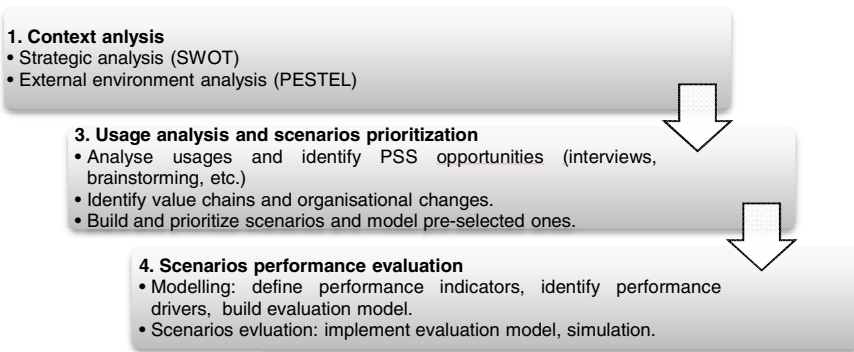 1. Context anlysis
• Strategic analysis (SWOT)
• External environment analysis (PESTEL)
3. Usage analysis and scenarios prioritization
• Analyse usages and identify PSS opportunities (interviews,
brainstorming, etc.)
• Identify value chains and organisational changes.
• Build and prioritize scenarios and model pre-selected ones.
4. Scenarios performance evaluation
• Modelling: define performance indicators, identify performance
drivers, build evaluation model.
• Scenarios evluation: implement evaluation model, simulation.